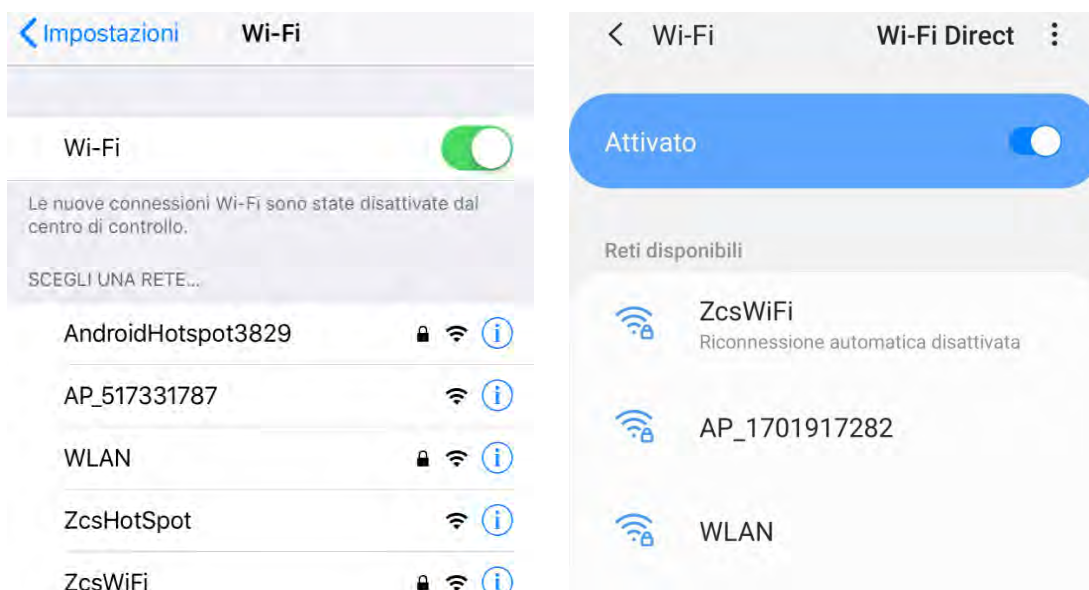 Impostazioni Wi-Fi
Wi-Fi
Le nuove connessioni Wi-Fi sono state disattivate dal
centro di controllo.
SCEGLI UNA RETE...
AndroidHotspot3829
AP_517331787
WLAN
ZcsHotSpot
ZcsWiFi
Wi-Fi Wi-Fi Direct
Attivato
Reti disponibili
ZcsWiFi
Riconnessione automatica disattivata
AP_1701917282
WLAN